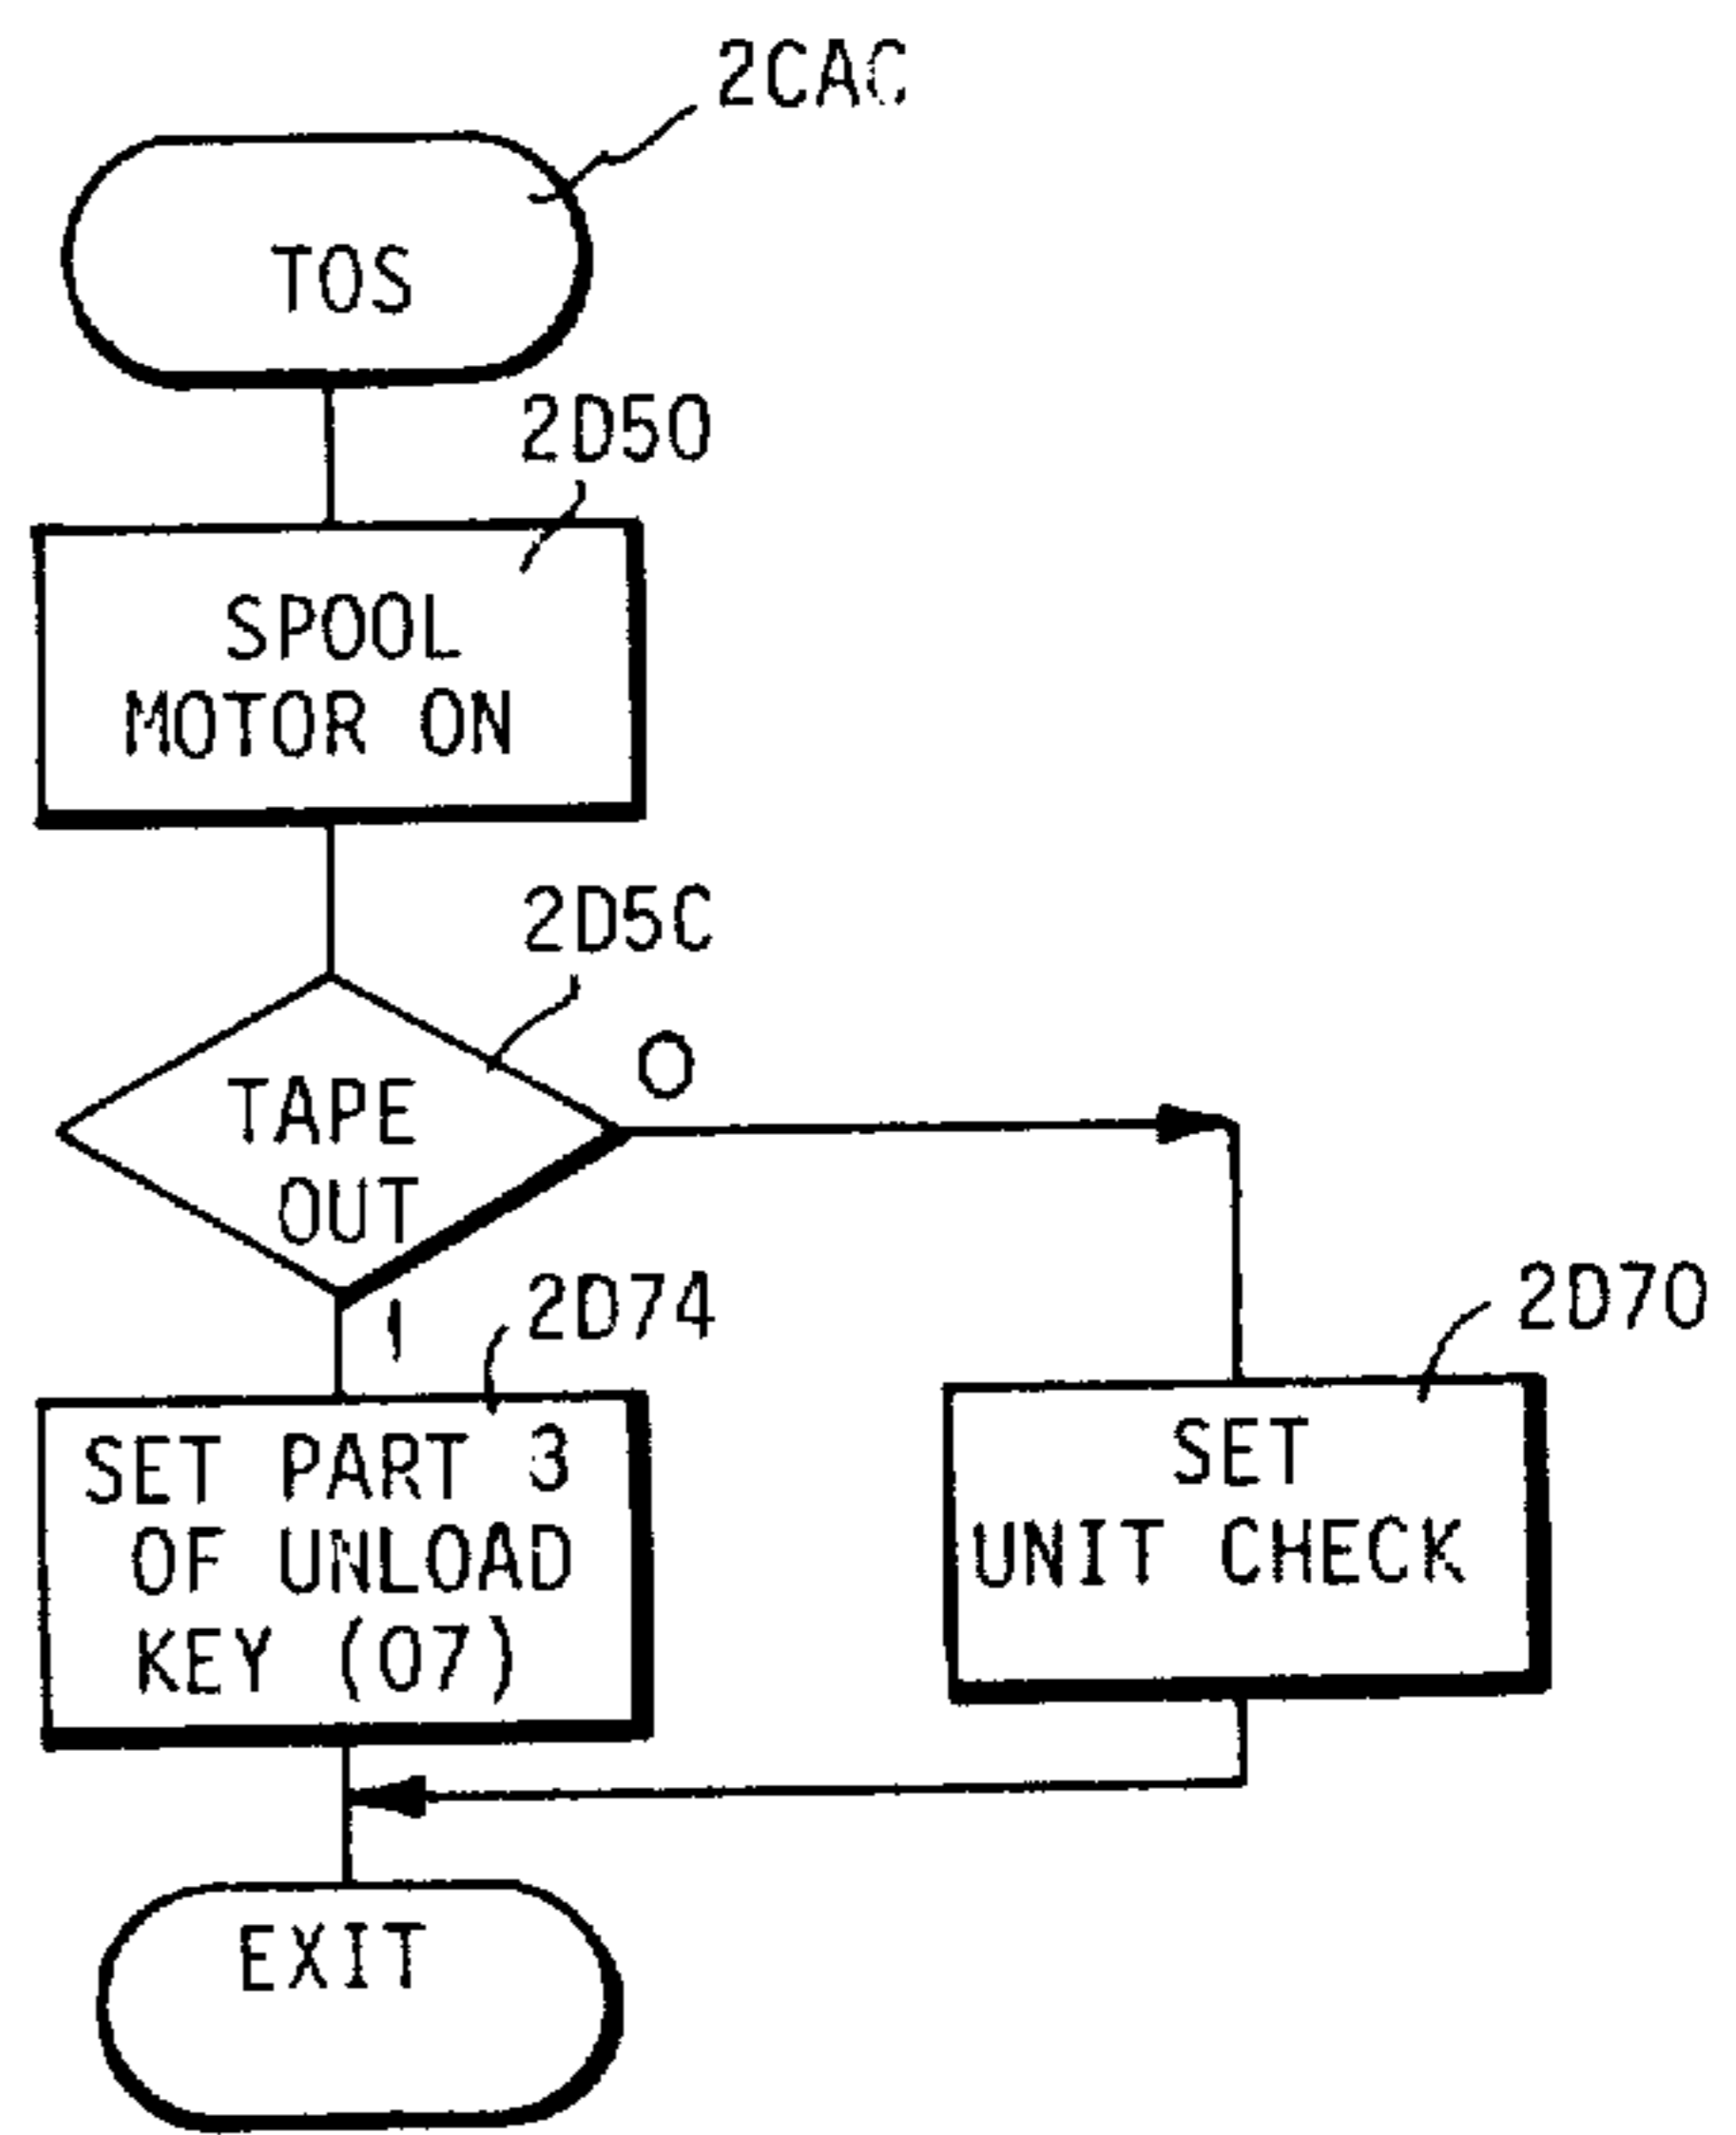 2CAC
TOS
2D50
SPOOL
MOTOR ON
2D5C
0
TAPE
OUT
1
2D74
SET PART 3
OF UNLOAD
KEY (07)
2D70
SET
UNIT CHECK
EXIT